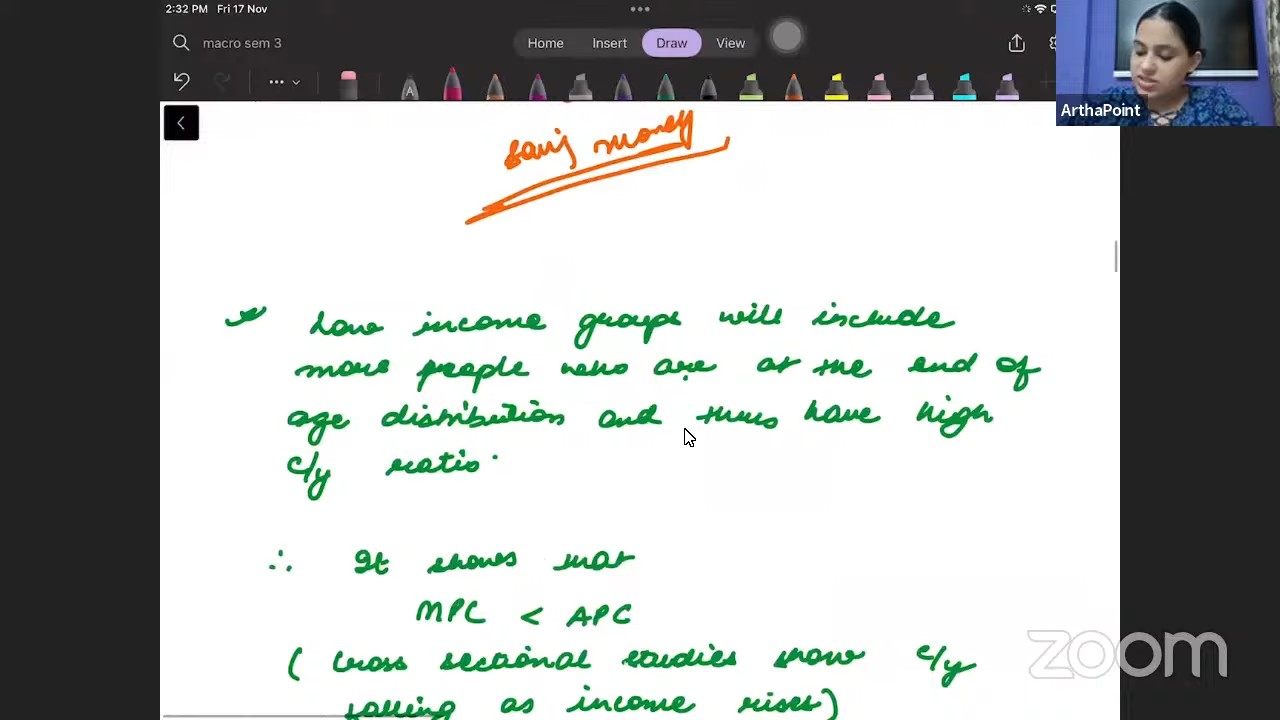 2:32 PM Fri 17 Nov
macro sem 3
Home Insert Draw View
A
ArthaPoint
money
Low income groups will include
more people who are at the end of
age distribution and thus have high
c/y ratio.
∴ It shows that
MPC < APC
( cross sectional studies show c/y
falling as income rises)
zoom